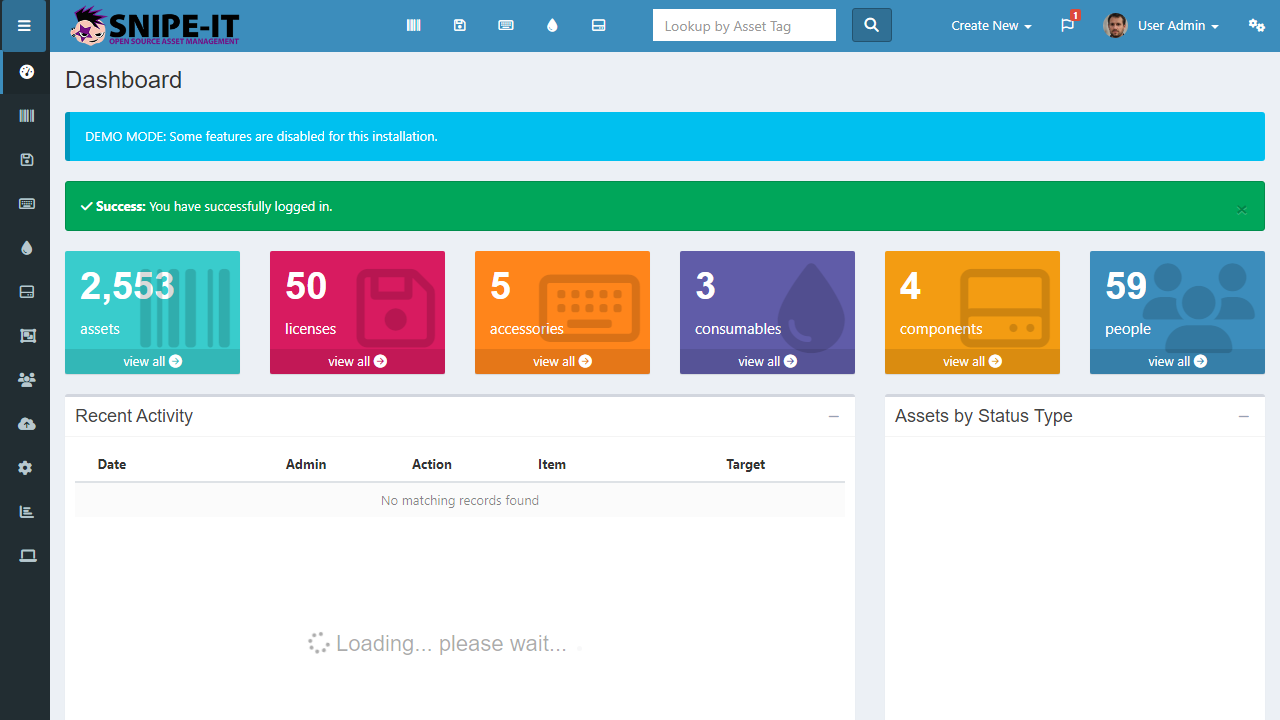 SNIPE-IT
OPEN SOURCE ASSET MANAGEMENT
Lookup by Asset Tag
Create New
1
User Admin
Dashboard
DEMO MODE: Some features are disabled for this installation.
Success: You have successfully logged in.
×
2,553
assets
view all
50
licenses
view all
5
accessories
view all
3
consumables
view all
4
components
view all
59
people
view all
Recent Activity
Assets by Status Type
Date Admin Action Item Target
No matching records found
Loading... please wait...